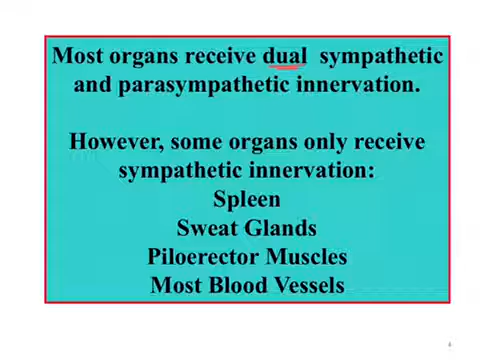 Most organs receive dual sympathetic
and parasympathetic innervation.
However, some organs only receive
sympathetic innervation:
Spleen
Sweat Glands
Piloerector Muscles
Most Blood Vessels
4